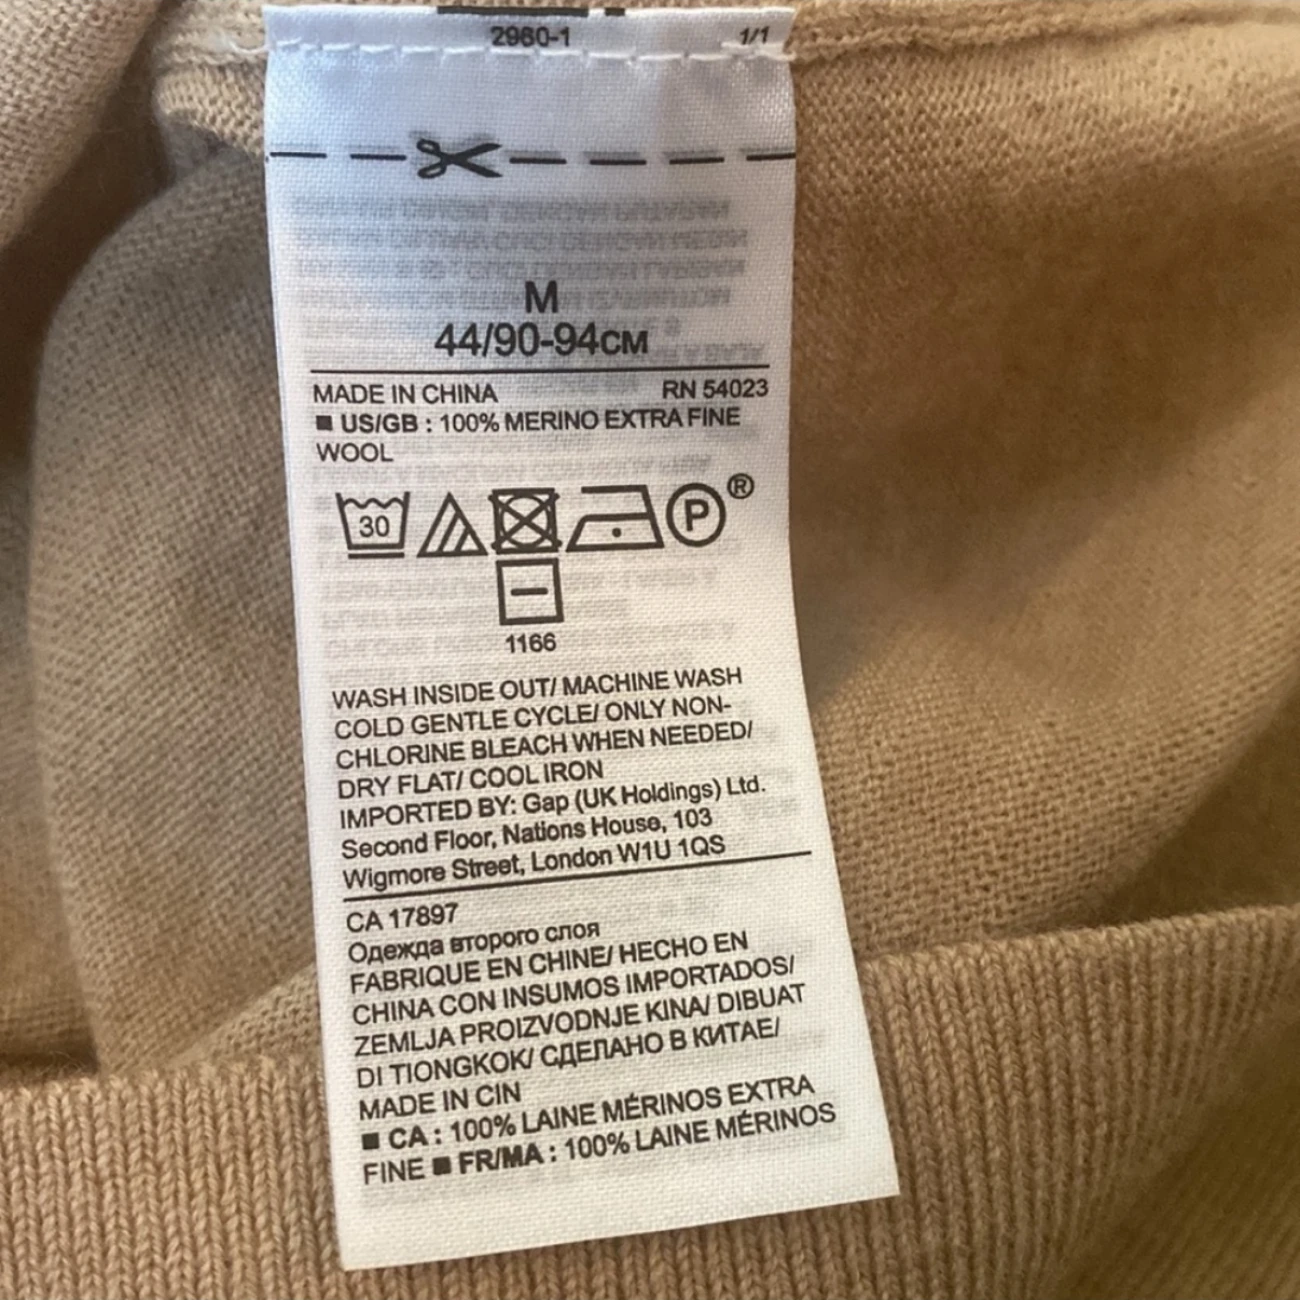 2960-1 1/1
M
44/90-94CM
MADE IN CHINA RN 54023
■ US/GB : 100% MERINO EXTRA FINE
WOOL
30 P ®
1166
WASH INSIDE OUT/ MACHINE WASH
COLD GENTLE CYCLE/ ONLY NON-
CHLORINE BLEACH WHEN NEEDED/
DRY FLAT/ COOL IRON
IMPORTED BY: Gap (UK Holdings) Ltd.
Second Floor, Nations House, 103
Wigmore Street, London W1U 1QS
CA 17897
Одежда второго слоя
FABRIQUE EN CHINE/ HECHO EN
CHINA CON INSUMOS IMPORTADOS/
ZEMLJA PROIZVODNJE KINA/ DIBUAT
DI TIONGKOK/ СДЕЛАНО В КИТАЕ/
MADE IN CIN
■ CA : 100% LAINE MÉRINOS EXTRA
FINE ■ FR/MA : 100% LAINE MÉRINOS